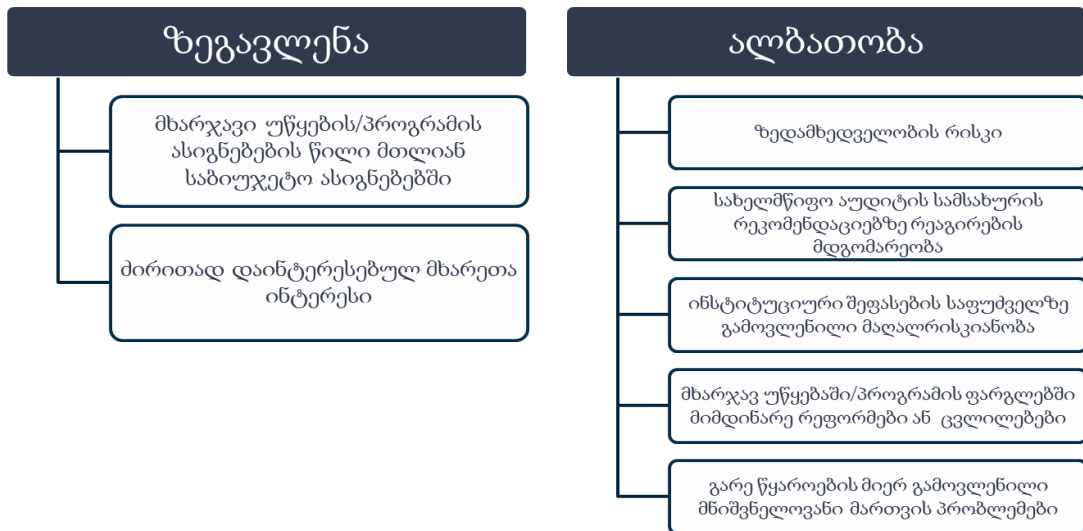 ზეგავლენა
მხარჯავი უწყების/პროგრამის
ასიგნებების წილი მთლიან
საბიუჯეტო ასიგნებებში
ძირითად დაინტერესებულ მხარეთა
ინტერესი
ალბათობა
ზედამხედველობის რისკი
სახელმწიფო აუდიტის სამსახურის
რეკომენდაციებზე რეაგირების
მდგომარეობა
ინსტიტუციური შეფასების საფუძველზე
გამოვლენილი მაღალრისკიანობა
მხარჯავ უწყებაში/პროგრამის ფარგლებში
მიმდინარე რეფორმები ან ცვლილებები
გარე წყაროების მიერ გამოვლენილი
მნიშვნელოვანი მართვის პრობლემები